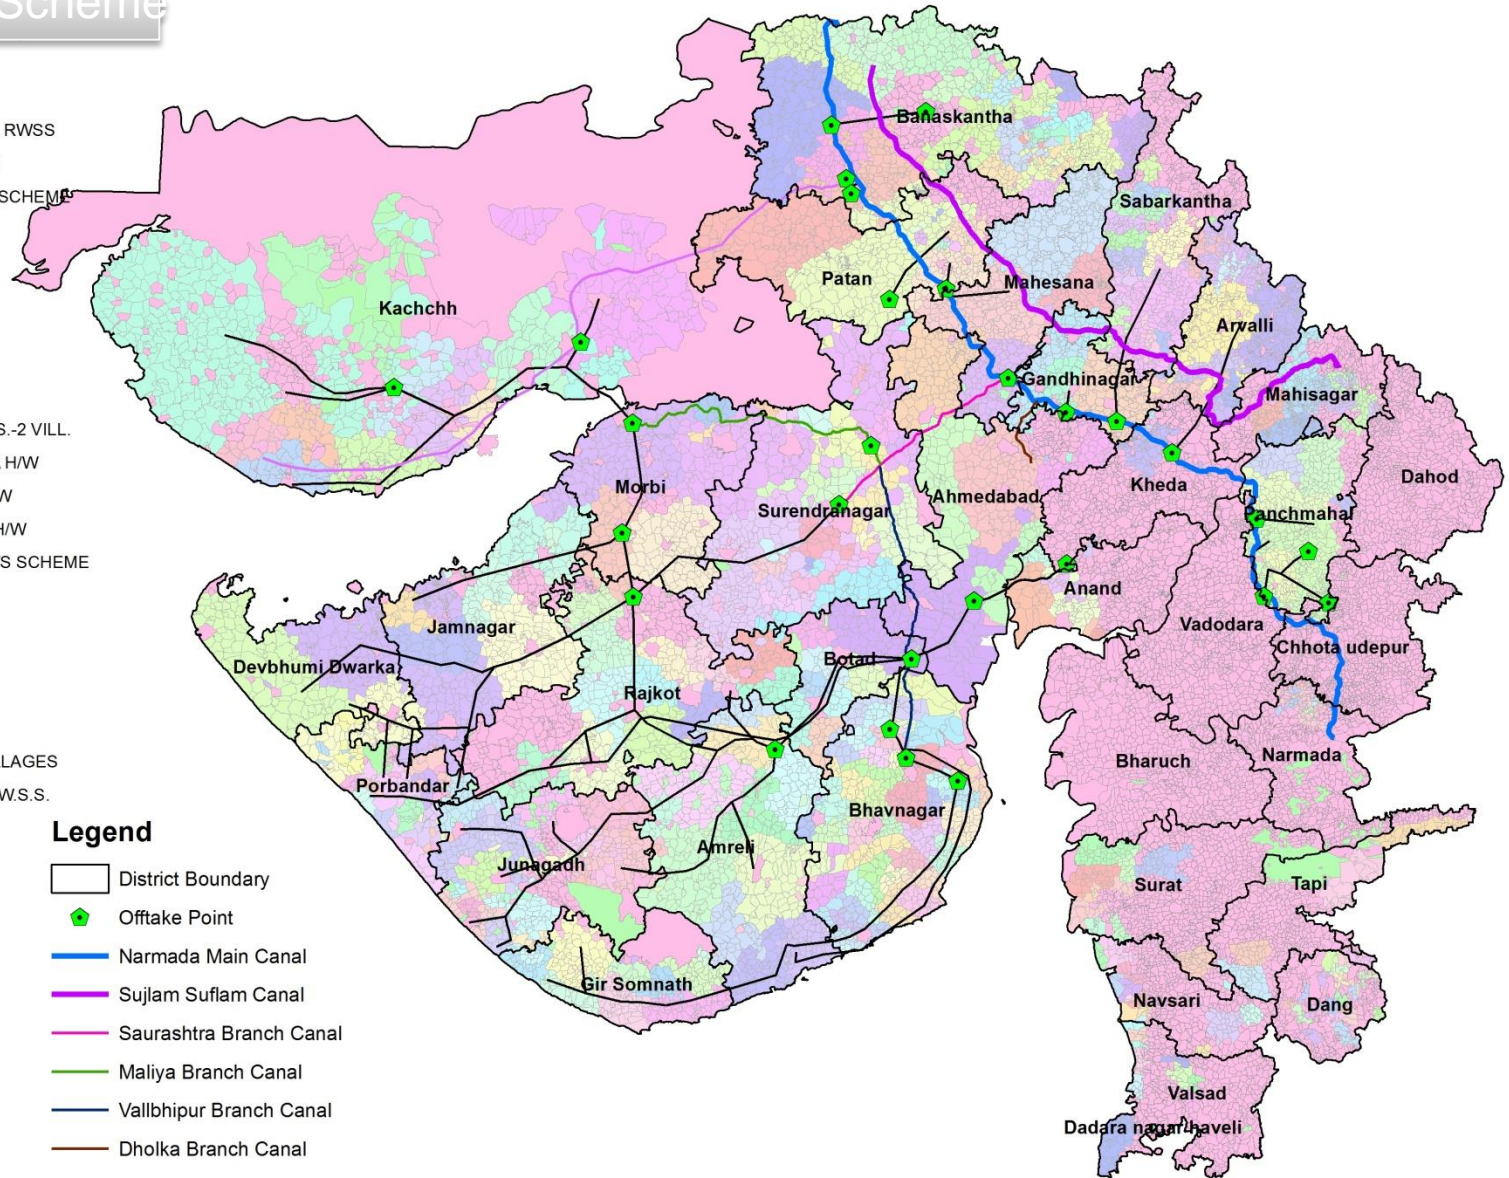 Scheme
RWSS
SCHEME
S.-2 VILL.
H/W
S SCHEME
W.S.S.
Banaskantha
Sabarkantha
Patan
Mahesana
Kachchh
Arvalli
Gandhinagar
Mahisagar
Morbi
Surendranagar
Ahmedabad
Kheda
Dahod
Panchmahal
Anand
Vadodara
Jamnagar
Devbhumi Dwarka
Botad
Chhota udepur
Rajkot
Narmada
Bharuch
Porbandar
Bhavnagar
Junagadh
Amreli
Surat
Tapi
Gir Somnath
Navsari
Dang
Valsad
Dadara nagar-haveli
Legend
District Boundary
Offtake Point
Narmada Main Canal
Sujlam Suflam Canal
Saurashtra Branch Canal
Maliya Branch Canal
Vallbhipur Branch Canal
Dholka Branch Canal